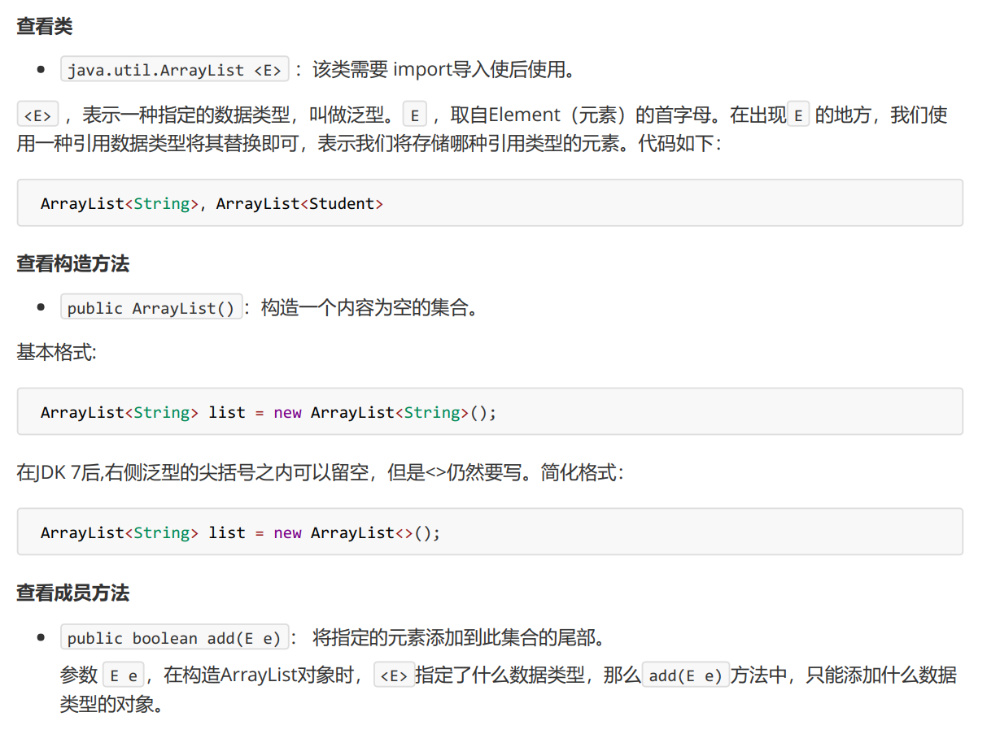 查看类
java.util.ArrayList <E> ：该类需要 import导入使后使用。
<E> ，表示一种指定的数据类型，叫做泛型。 E ，取自Element（元素）的首字母。在出现 E 的地方，我们使
用一种引用数据类型将其替换即可，表示我们将存储哪种引用类型的元素。代码如下：
ArrayList<String>，ArrayList<Student>
查看构造方法
public ArrayList() ：构造一个内容为空的集合。
基本格式:
ArrayList<String> list = new ArrayList<String>();
在JDK 7后,右侧泛型的尖括号之内可以留空，但是<>仍然要写。简化格式：
ArrayList<String> list = new ArrayList<>();
查看成员方法
public boolean add(E e) ： 将指定的元素添加到此集合的尾部。
参数 E e ，在构造ArrayList对象时， <E> 指定了什么数据类型，那么 add(E e) 方法中，只能添加什么数据
类型的对象。